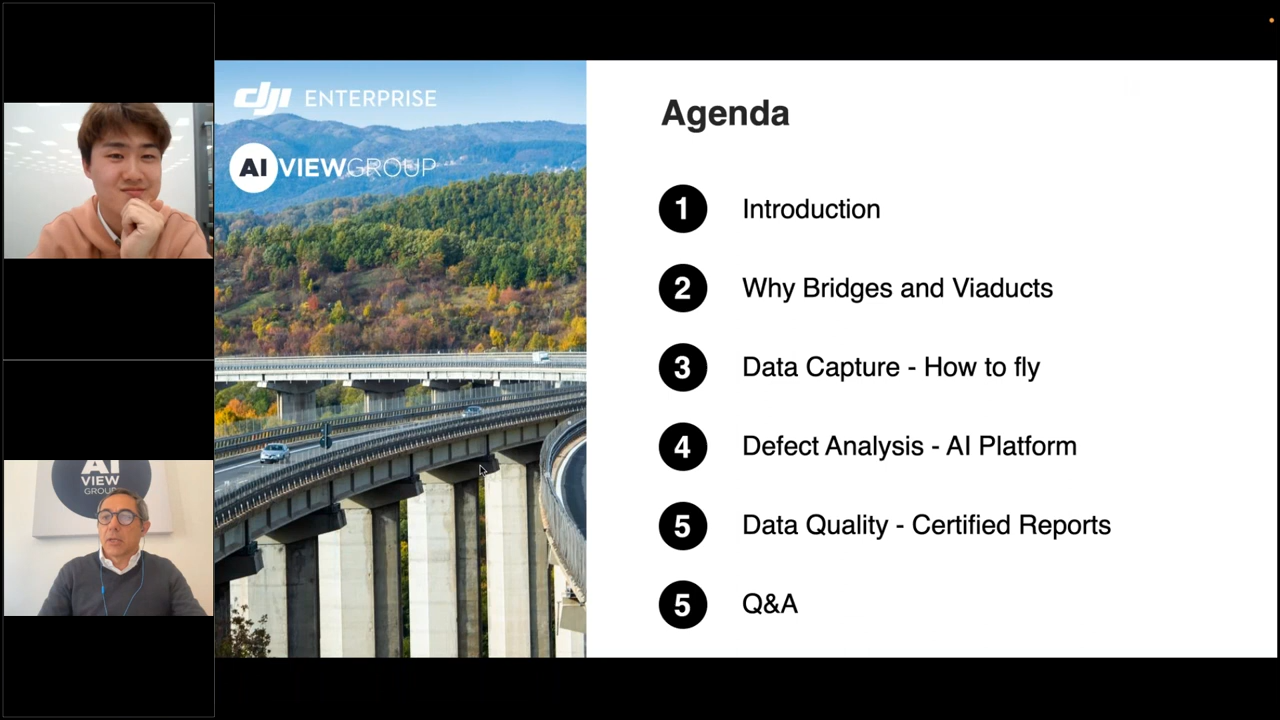 dji ENTERPRISE
AI VIEWGROUP
Agenda
1 Introduction
2 Why Bridges and Viaducts
3 Data Capture - How to fly
4 Defect Analysis - AI Platform
5 Data Quality - Certified Reports
5 Q&A
AI
VIEW
GROUP